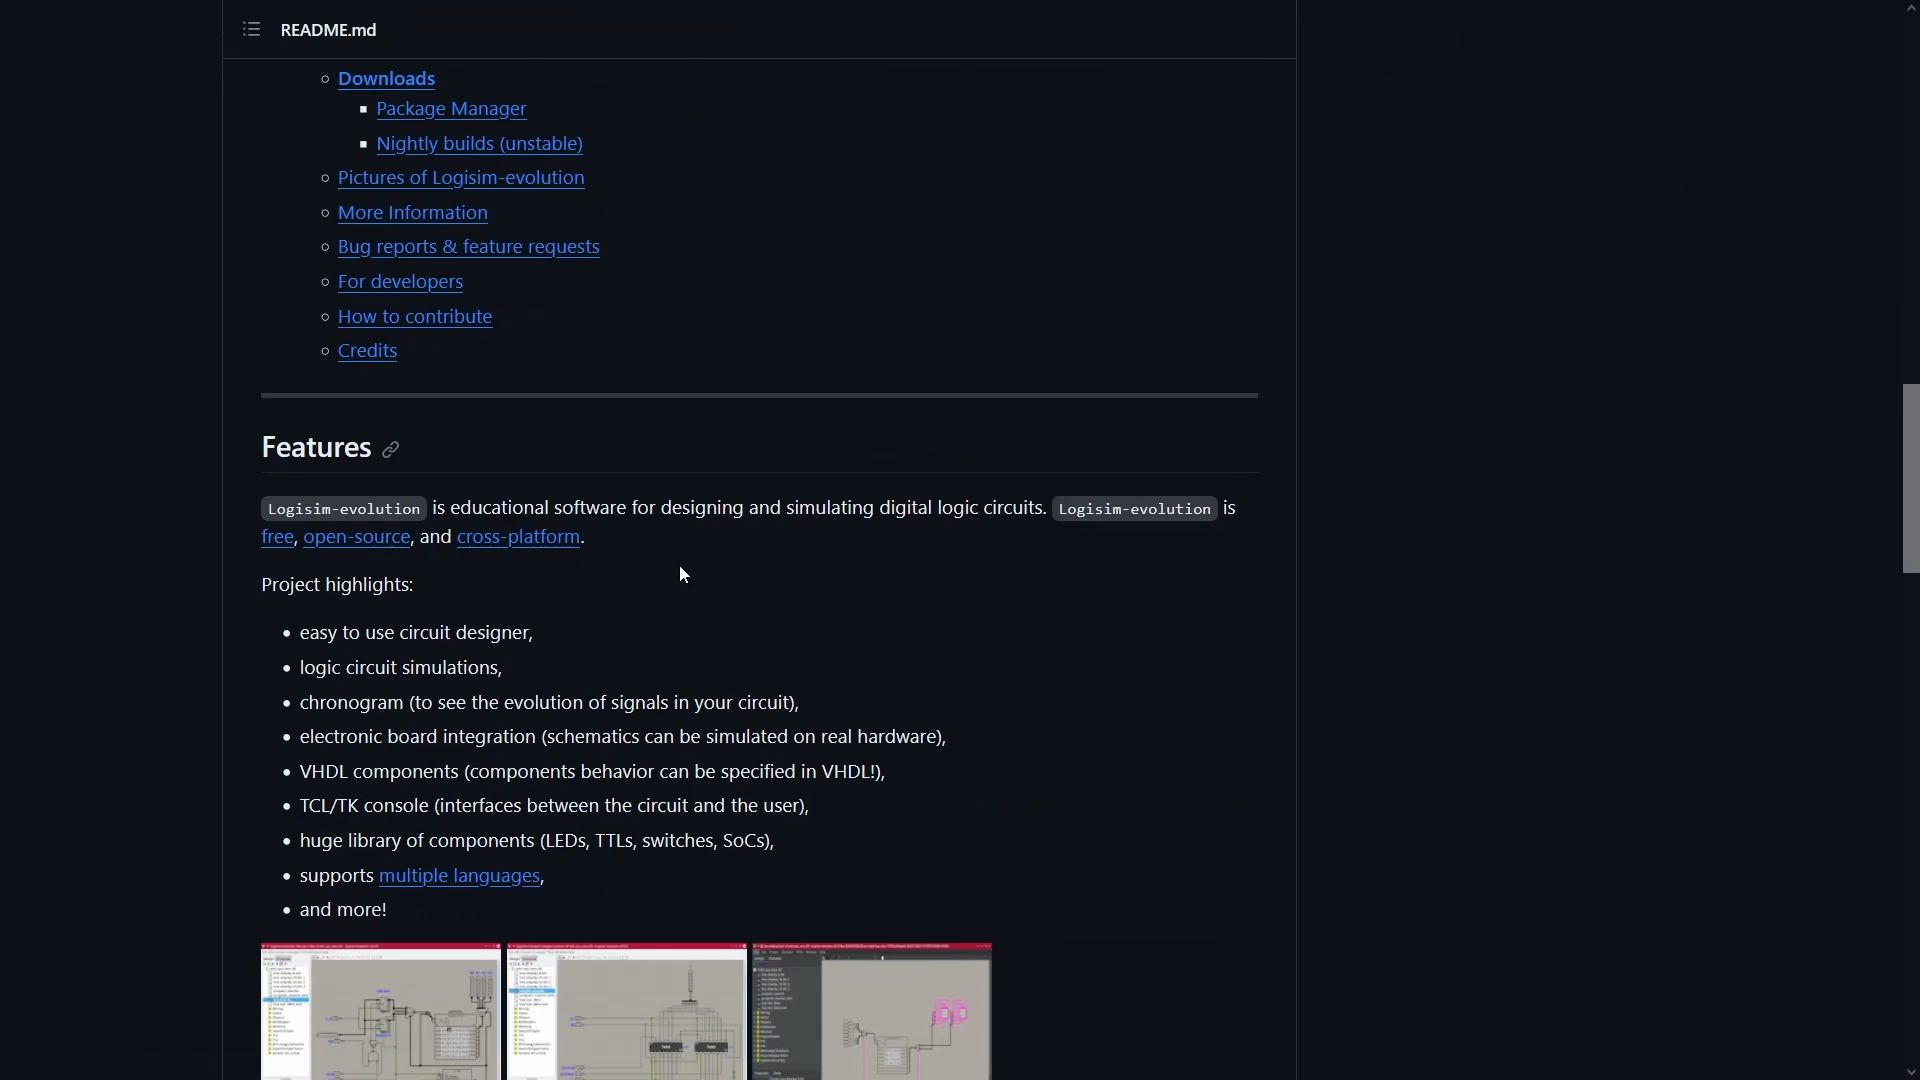 README.md
Downloads
Package Manager
Nightly builds (unstable)
Pictures of Logisim-evolution
More Information
Bug reports & feature requests
For developers
How to contribute
Credits
Features
Logisim-evolution is educational software for designing and simulating digital logic circuits. Logisim-evolution is
free, open-source, and cross-platform.
Project highlights:
easy to use circuit designer,
logic circuit simulations,
chronogram (to see the evolution of signals in your circuit),
electronic board integration (schematics can be simulated on real hardware),
VHDL components (components behavior can be specified in VHDL!),
TCL/TK console (interfaces between the circuit and the user),
huge library of components (LEDs, TTLs, switches, SoCs),
supports multiple languages,
and more!